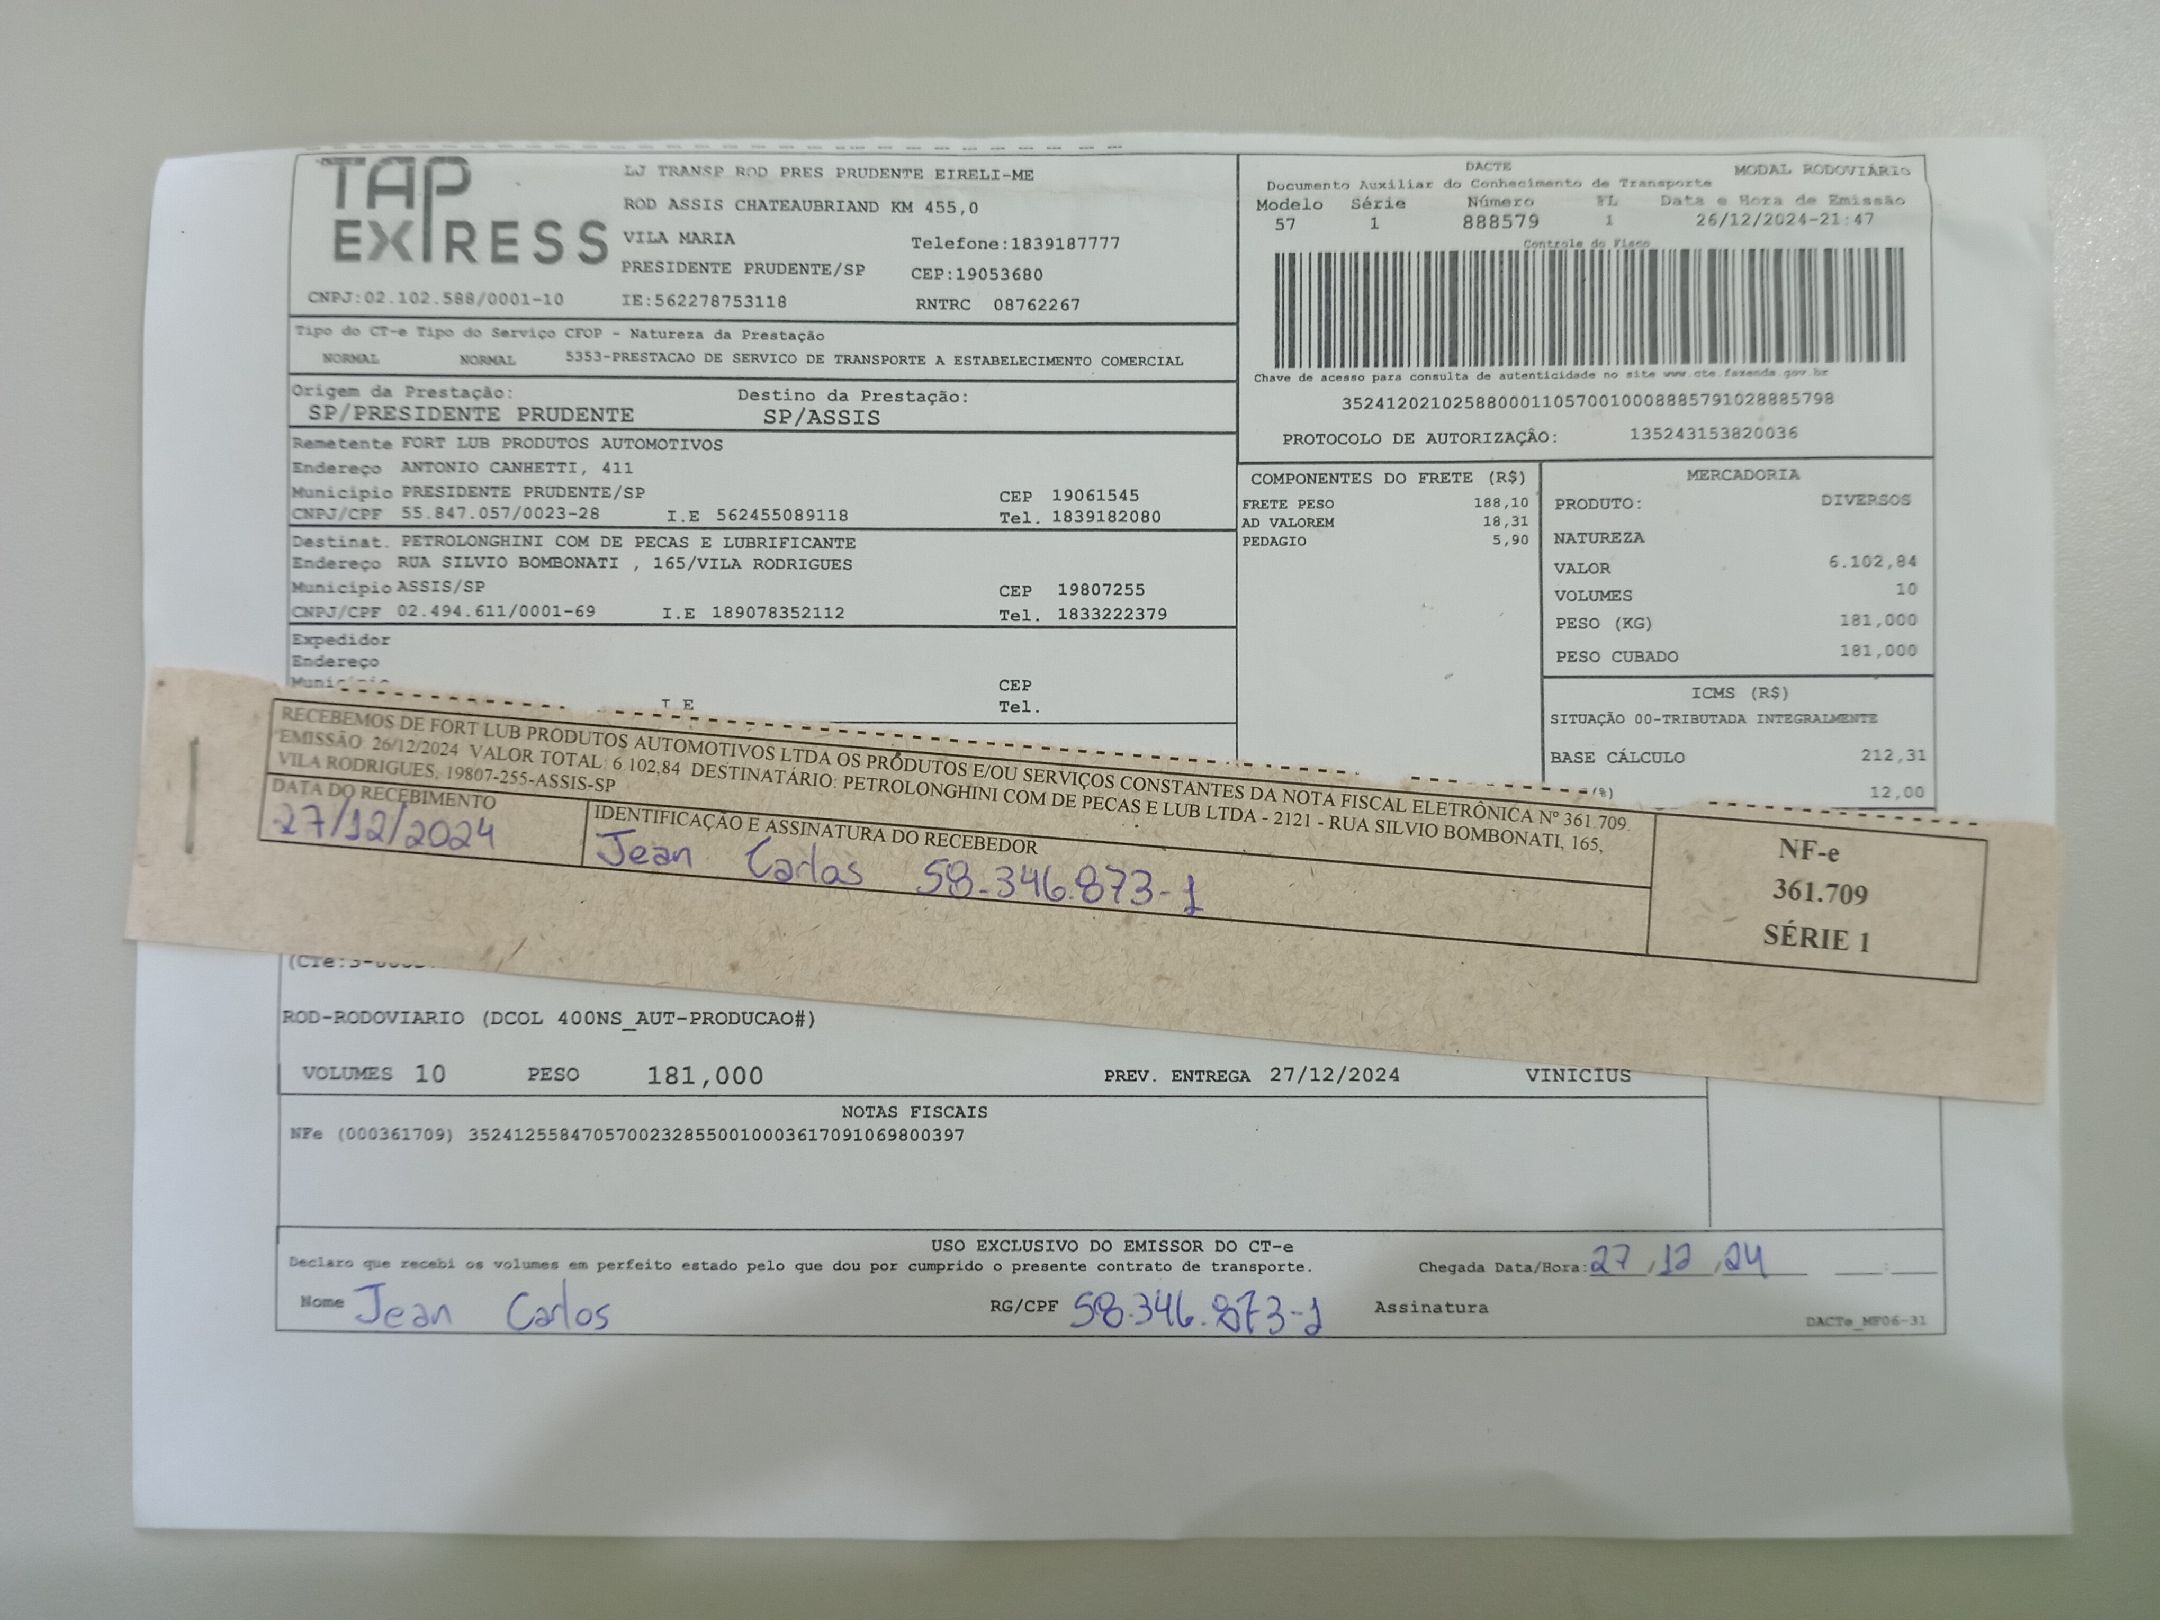 TAP EXPRESS
LJ TRANSP ROD PRES PRUDENTE EIRELI-ME
ROD ASSIS CHATEAUBRIAND KM 455,0
VILA MARIA Telefone:1839187777
PRESIDENTE PRUDENTE/SP CEP:19053680
CNPJ:02.102.588/0001-10 IE:562278753118 RNTRC 08762267
DACTE MODAL RODOVIÁRIO
Documento Auxiliar do Conhecimento de Transporte
Modelo Série Número FL Data e Hora de Emissão
57 1 888579 1 26/12/2024-21:47
Controle do Fisco
Chave de acesso para consulta de autenticidade no site www.cte.fazenda.gov.br
35241202102588000110570010008885791028885798
PROTOCOLO DE AUTORIZAÇÃO: 135243153820036
Tipo do CT-e Tipo do Serviço CFOP - Natureza da Prestação
NORMAL NORMAL 5353-PRESTACAO DE SERVICO DE TRANSPORTE A ESTABELECIMENTO COMERCIAL
Origem da Prestação: Destino da Prestação:
SP/PRESIDENTE PRUDENTE SP/ASSIS
Remetente FORT LUB PRODUTOS AUTOMOTIVOS
Endereço ANTONIO CANHETTI, 411
Municipio PRESIDENTE PRUDENTE/SP CEP 19061545
CNPJ/CPF 55.847.057/0023-28 I.E 562455089118 Tel. 1839182080
Destinat. PETROLONGHINI COM DE PECAS E LUBRIFICANTE
Endereço RUA SILVIO BOMBONATI , 165/VILA RODRIGUES
Municipio ASSIS/SP CEP 19807255
CNPJ/CPF 02.494.611/0001-69 I.E 189078352112 Tel. 1833222379
Expedidor
Endereço
CEP
I E Tel.
COMPONENTES DO FRETE (R$)
FRETE PESO 188,10
AD VALOREM 18,31
PEDAGIO 5,90
MERCADORIA
PRODUTO: DIVERSOS
NATUREZA
VALOR 6.102,84
VOLUMES 10
PESO (KG) 181,000
PESO CUBADO 181,000
ICMS (R$)
SITUAÇÃO 00-TRIBUTADA INTEGRALMENTE
BASE CÁLCULO 212,31
12,00
RECEBEMOS DE FORT LUB PRODUTOS AUTOMOTIVOS LTDA OS PRODUTOS E/OU SERVIÇOS CONSTANTES DA NOTA FISCAL ELETRÔNICA Nº 361.709.
EMISSÃO: 26/12/2024 VALOR TOTAL: 6.102,84 DESTINATÁRIO: PETROLONGHINI COM DE PECAS E LUB LTDA - 2121 - RUA SILVIO BOMBONATI, 165,
VILA RODRIGUES, 19807-255-ASSIS-SP
DATA DO RECEBIMENTO IDENTIFICAÇÃO E ASSINATURA DO RECEBEDOR
27/12/2024 Jean Carlos 58.346.873-1
NF-e
361.709
SÉRIE 1
ROD-RODOVIARIO (DCOL 400NS_AUT-PRODUCAO#)
VOLUMES 10 PESO 181,000 PREV. ENTREGA 27/12/2024 VINICIUS
NOTAS FISCAIS
NFe (000361709) 35241255847057002328550010003617091069800397
USO EXCLUSIVO DO EMISSOR DO CT-e
Declaro que recebi os volumes em perfeito estado pelo que dou por cumprido o presente contrato de transporte. Chegada Data/Hora: 27,12,24
Nome Jean Carlos RG/CPF 58.346.873-1 Assinatura
DACTe_MF06-31